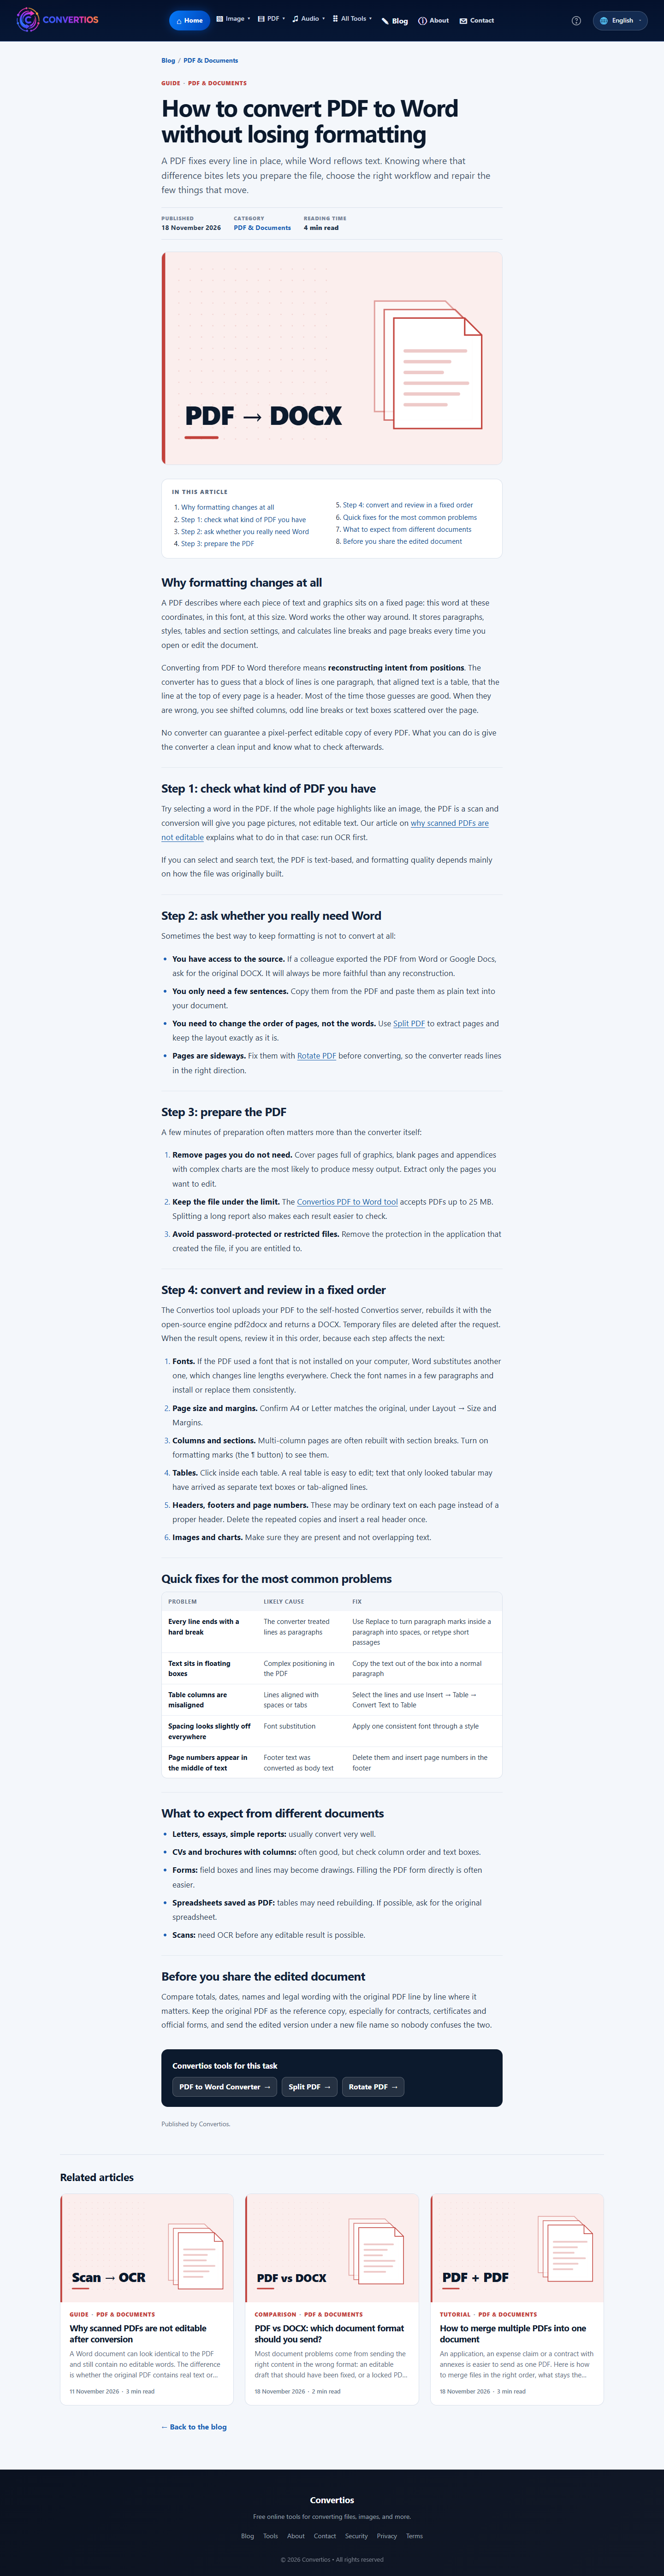 CONVERTIOS
Home
Image
PDF
Audio
All Tools
Blog
About
Contact
English
Blog / PDF & Documents
GUIDE · PDF & DOCUMENTS
How to convert PDF to Word
without losing formatting
A PDF fixes every line in place, while Word reflows text. Knowing where that
difference bites lets you prepare the file, choose the right workflow and repair the
few things that move.
PUBLISHED
18 November 2026
CATEGORY
PDF & Documents
READING TIME
4 min read
PDF → DOCX
IN THIS ARTICLE
1. Why formatting changes at all
2. Step 1: check what kind of PDF you have
3. Step 2: ask whether you really need Word
4. Step 3: prepare the PDF
5. Step 4: convert and review in a fixed order
6. Quick fixes for the most common problems
7. What to expect from different documents
8. Before you share the edited document
Why formatting changes at all
A PDF describes where each piece of text and graphics sits on a fixed page: this word at these
coordinates, in this font, at this size. Word works the other way around. It stores paragraphs,
styles, tables and section settings, and calculates line breaks and page breaks every time you
open or edit the document.
Converting from PDF to Word therefore means reconstructing intent from positions. The
converter has to guess that a block of lines is one paragraph, that aligned text is a table, that the
line at the top of every page is a header. Most of the time those guesses are good. When they
are wrong, you see shifted columns, odd line breaks or text boxes scattered over the page.
No converter can guarantee a pixel-perfect editable copy of every PDF. What you can do is give
the converter a clean input and know what to check afterwards.
Step 1: check what kind of PDF you have
Try selecting a word in the PDF. If the whole page highlights like an image, the PDF is a scan and
conversion will give you page pictures, not editable text. Our article on why scanned PDFs are
not editable explains what to do in that case: run OCR first.
If you can select and search text, the PDF is text-based, and formatting quality depends mainly
on how the file was originally built.
Step 2: ask whether you really need Word
Sometimes the best way to keep formatting is not to convert at all:
• You have access to the source. If a colleague exported the PDF from Word or Google Docs,
ask for the original DOCX. It will always be more faithful than any reconstruction.
• You only need a few sentences. Copy them from the PDF and paste them as plain text into
your document.
• You need to change the order of pages, not the words. Use Split PDF to extract pages and
keep the layout exactly as it is.
• Pages are sideways. Fix them with Rotate PDF before converting, so the converter reads lines
in the right direction.
Step 3: prepare the PDF
A few minutes of preparation often matters more than the converter itself:
1. Remove pages you do not need. Cover pages full of graphics, blank pages and appendices
with complex charts are the most likely to produce messy output. Extract only the pages you
want to edit.
2. Keep the file under the limit. The Convertios PDF to Word tool accepts PDFs up to 25 MB.
Splitting a long report also makes each result easier to check.
3. Avoid password-protected or restricted files. Remove the protection in the application that
created the file, if you are entitled to.
Step 4: convert and review in a fixed order
The Convertios tool uploads your PDF to the self-hosted Convertios server, rebuilds it with the
open-source engine pdf2docx and returns a DOCX. Temporary files are deleted after the request.
When the result opens, review it in this order, because each step affects the next:
1. Fonts. If the PDF used a font that is not installed on your computer, Word substitutes another
one, which changes line lengths everywhere. Check the font names in a few paragraphs and
install or replace them consistently.
2. Page size and margins. Confirm A4 or Letter matches the original, under Layout → Size and
Margins.
3. Columns and sections. Multi-column pages are often rebuilt with section breaks. Turn on
formatting marks (the ¶ button) to see them.
4. Tables. Click inside each table. A real table is easy to edit; text that only looked tabular may
have arrived as separate text boxes or tab-aligned lines.
5. Headers, footers and page numbers. These may be ordinary text on each page instead of a
proper header. Delete the repeated copies and insert a real header once.
6. Images and charts. Make sure they are present and not overlapping text.
Quick fixes for the most common problems
PROBLEM LIKELY CAUSE FIX
Every line ends with a
hard break
The converter treated
lines as paragraphs
Use Replace to turn paragraph marks inside a
paragraph into spaces, or retype short
passages
Text sits in floating
boxes
Complex positioning in
the PDF
Copy the text out of the box into a normal
paragraph
Table columns are
misaligned
Lines aligned with
spaces or tabs
Select the lines and use Insert → Table →
Convert Text to Table
Spacing looks slightly off
everywhere
Font substitution
Apply one consistent font through a style
Page numbers appear in
the middle of text
Footer text was
converted as body text
Delete them and insert page numbers in the
footer
What to expect from different documents
• Letters, essays, simple reports: usually convert very well.
• CVs and brochures with columns: often good, but check column order and text boxes.
• Forms: field boxes and lines may become drawings. Filling the PDF form directly is often
easier.
• Spreadsheets saved as PDF: tables may need rebuilding. If possible, ask for the original
spreadsheet.
• Scans: need OCR before any editable result is possible.
Before you share the edited document
Compare totals, dates, names and legal wording with the original PDF line by line where it
matters. Keep the original PDF as the reference copy, especially for contracts, certificates and
official forms, and send the edited version under a new file name so nobody confuses the two.
Convertios tools for this task
PDF to Word Converter →
Split PDF →
Rotate PDF →
Published by Convertios.
Related articles
Scan → OCR
GUIDE · PDF & DOCUMENTS
Why scanned PDFs are not editable
after conversion
A Word document can look identical to the PDF
and still contain no editable words. The difference
is whether the original PDF contains real text or...
11 November 2026 · 3 min read
PDF vs DOCX
COMPARISON · PDF & DOCUMENTS
PDF vs DOCX: which document format
should you send?
Most document problems come from sending the
right content in the wrong format: an editable
draft that should have been fixed, or a locked PD...
18 November 2026 · 2 min read
PDF + PDF
TUTORIAL · PDF & DOCUMENTS
How to merge multiple PDFs into one
document
An application, an expense claim or a contract with
annexes is easier to send as one PDF. Here is how
to merge files in the right order, what stays the...
18 November 2026 · 3 min read
← Back to the blog
Convertios
Free online tools for converting files, images, and more.
Blog Tools About Contact Security Privacy Terms
© 2026 Convertios • All rights reserved